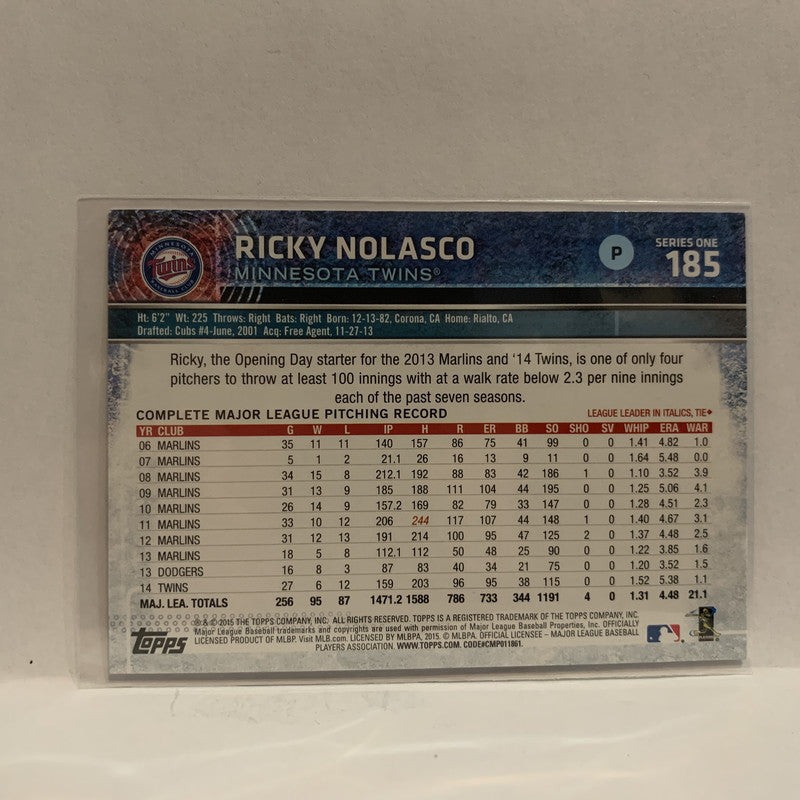 RICKY NOLASCO
MINNESOTA TWINS®
P
SERIES ONE
185
MINNESOTA
Twins
BASEBALL CLUB
Ht: 6'2" Wt: 225 Throws: Right Bats: Right Born: 12-13-82, Corona, CA Home: Rialto, CA
Drafted: Cubs #4-June, 2001 Acq: Free Agent, 11-27-13
Ricky, the Opening Day starter for the 2013 Marlins and '14 Twins, is one of only four
pitchers to throw at least 100 innings with at a walk rate below 2.3 per nine innings
each of the past seven seasons.
COMPLETE MAJOR LEAGUE PITCHING RECORD
LEAGUE LEADER IN ITALICS, TIE◆
YR CLUB G W L IP H R ER BB SO SHO SV WHIP ERA WAR
06 MARLINS 35 11 11 140 157 86 75 41 99 0 0 1.41 4.82 1.0
07 MARLINS 5 1 2 21.1 26 16 13 9 11 0 0 1.64 5.48 0.0
08 MARLINS 34 15 8 212.1 192 88 83 42 186 1 0 1.10 3.52 3.9
09 MARLINS 31 13 9 185 188 111 104 44 195 0 0 1.25 5.06 4.1
10 MARLINS 26 14 9 157.2 169 82 79 33 147 0 0 1.28 4.51 2.3
11 MARLINS 33 10 12 206 244 117 107 44 148 1 0 1.40 4.67 3.1
12 MARLINS 31 12 13 191 214 100 95 47 125 2 0 1.37 4.48 2.5
13 MARLINS 18 5 8 112.1 112 50 48 25 90 0 0 1.22 3.85 1.6
13 DODGERS 16 8 3 87 83 40 34 21 75 0 0 1.20 3.52 1.5
14 TWINS 27 6 12 159 203 96 95 38 115 0 0 1.52 5.38 1.1
MAJ. LEA. TOTALS 256 95 87 1471.2 1588 786 733 344 1191 4 0 1.31 4.48 21.1
topps
® & © 2015 THE TOPPS COMPANY, INC. ALL RIGHTS RESERVED. TOPPS IS A REGISTERED TRADEMARK OF THE TOPPS COMPANY, INC.
Major League Baseball trademarks and copyrights are used with permission of Major League Baseball Properties, Inc. OFFICIALLY
LICENSED PRODUCT OF MLBP. Visit MLB.com. LICENSED BY MLBPA, 2015. © MLBPA. OFFICIAL LICENSEE – MAJOR LEAGUE BASEBALL
PLAYERS ASSOCIATION. WWW.TOPPS.COM. CODE#CMP011861.